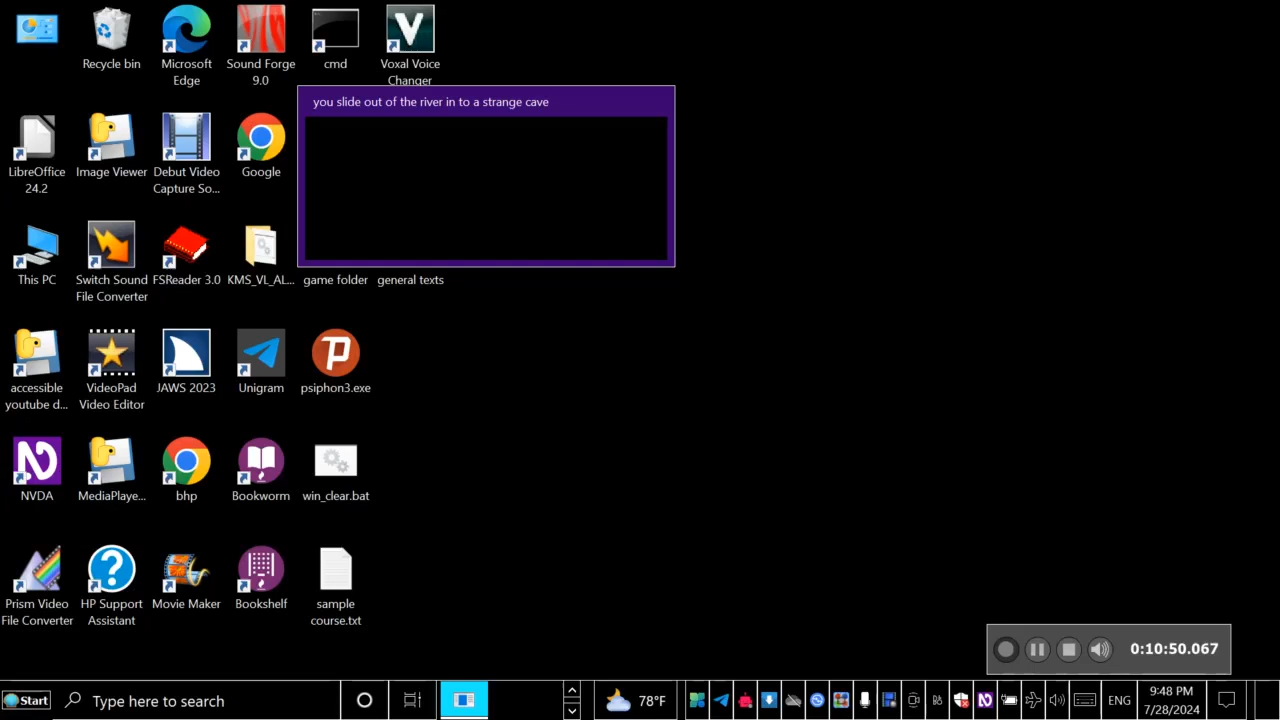 Recycle bin
Microsoft
Edge
Sound Forge
9.0
cmd
Voxal Voice
Changer
you slide out of the river in to a strange cave
LibreOffice
24.2
Image Viewer
Debut Video
Capture So...
Google
This PC
Switch Sound
File Converter
FSReader 3.0
KMS_VL_AL...
game folder
general texts
accessible
youtube d...
VideoPad
Video Editor
JAWS 2023
Unigram
psiphon3.exe
NVDA
MediaPlaye...
bhp
Bookworm
win_clear.bat
Prism Video
File Converter
HP Support
Assistant
Movie Maker
Bookshelf
sample
course.txt
0:10:50.067
Start
Type here to search
78°F
ENG
9:48 PM
7/28/2024